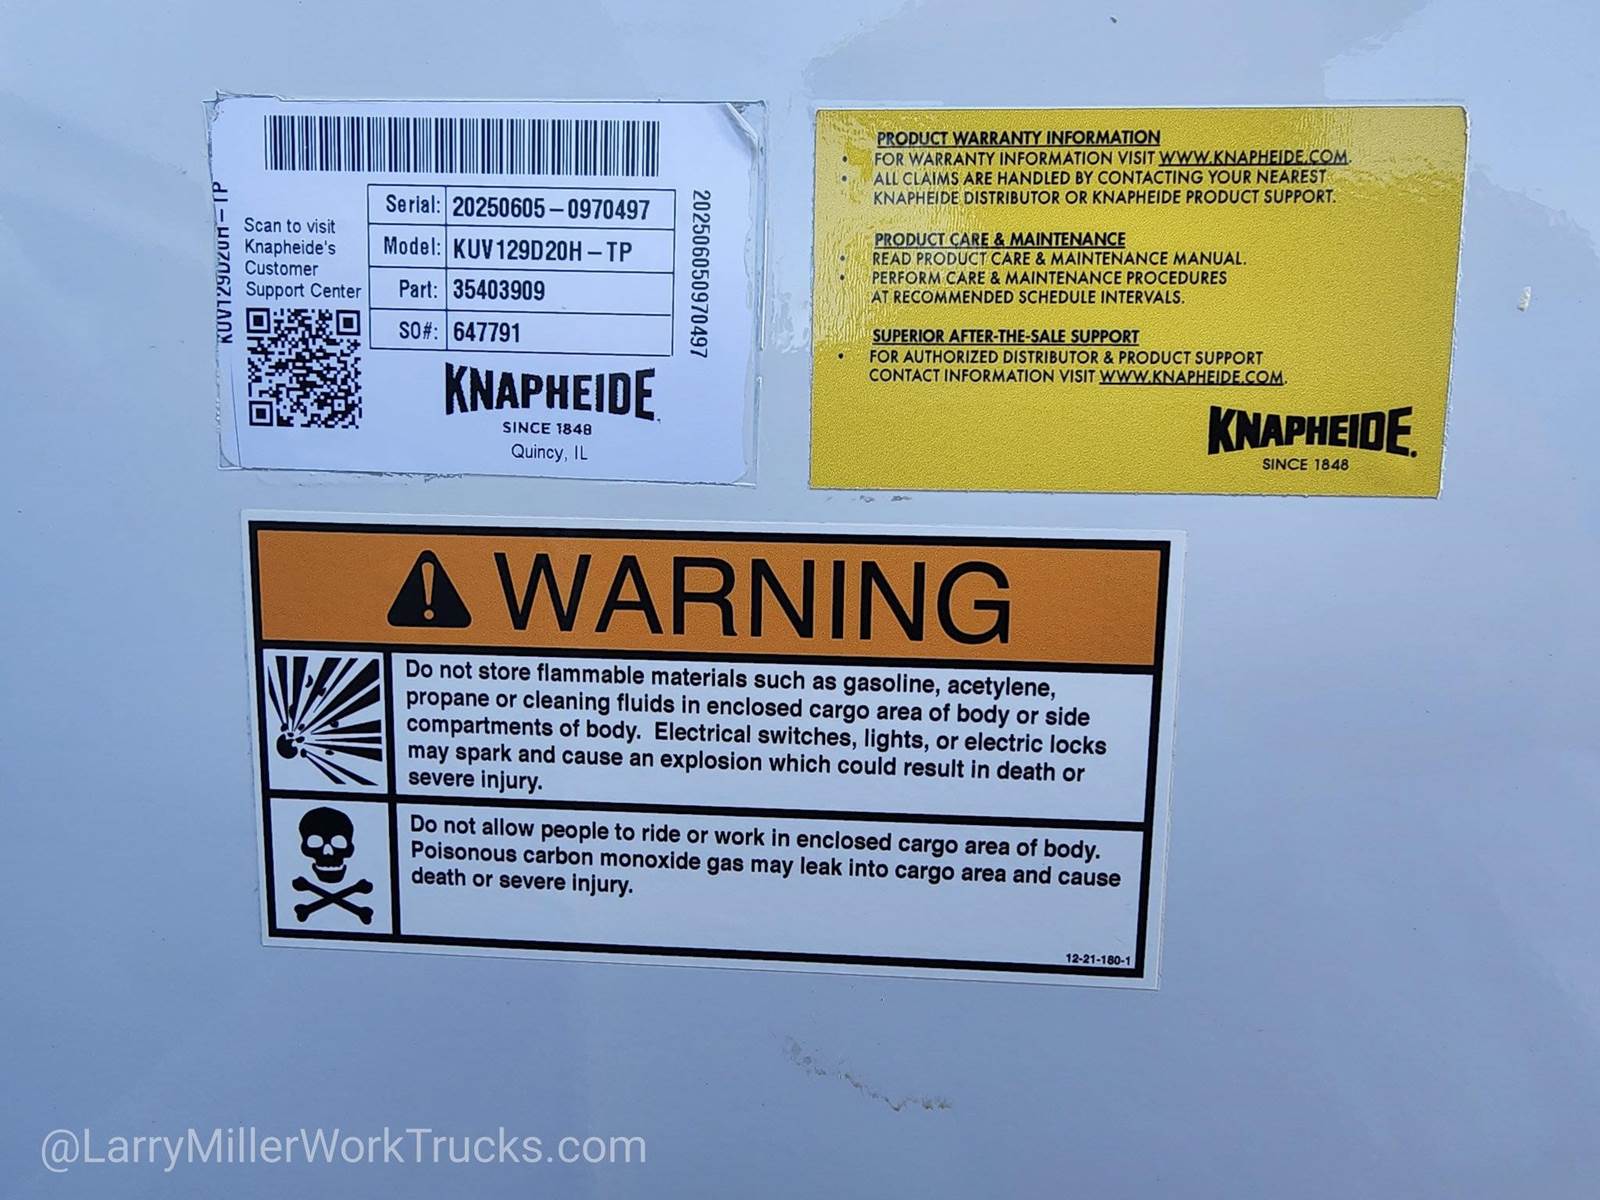 KUV129D20H-TP
Scan to visit
Knapheide's
Customer
Support Center
Serial: 20250605-0970497
Model: KUV129D20H-TP
Part: 35403909
SO#: 647791
202506050970497
KNAPHEIDE
SINCE 1848
Quincy, IL
PRODUCT WARRANTY INFORMATION
• FOR WARRANTY INFORMATION VISIT WWW.KNAPHEIDE.COM.
• ALL CLAIMS ARE HANDLED BY CONTACTING YOUR NEAREST
KNAPHEIDE DISTRIBUTOR OR KNAPHEIDE PRODUCT SUPPORT.
PRODUCT CARE & MAINTENANCE
• READ PRODUCT CARE & MAINTENANCE MANUAL.
• PERFORM CARE & MAINTENANCE PROCEDURES
AT RECOMMENDED SCHEDULE INTERVALS.
SUPERIOR AFTER-THE-SALE SUPPORT
• FOR AUTHORIZED DISTRIBUTOR & PRODUCT SUPPORT
CONTACT INFORMATION VISIT WWW.KNAPHEIDE.COM.
KNAPHEIDE.
SINCE 1848
WARNING
Do not store flammable materials such as gasoline, acetylene,
propane or cleaning fluids in enclosed cargo area of body or side
compartments of body. Electrical switches, lights, or electric locks
may spark and cause an explosion which could result in death or
severe injury.
Do not allow people to ride or work in enclosed cargo area of body.
Poisonous carbon monoxide gas may leak into cargo area and cause
death or severe injury.
12-21-180-1
@LarryMillerWorkTrucks.com